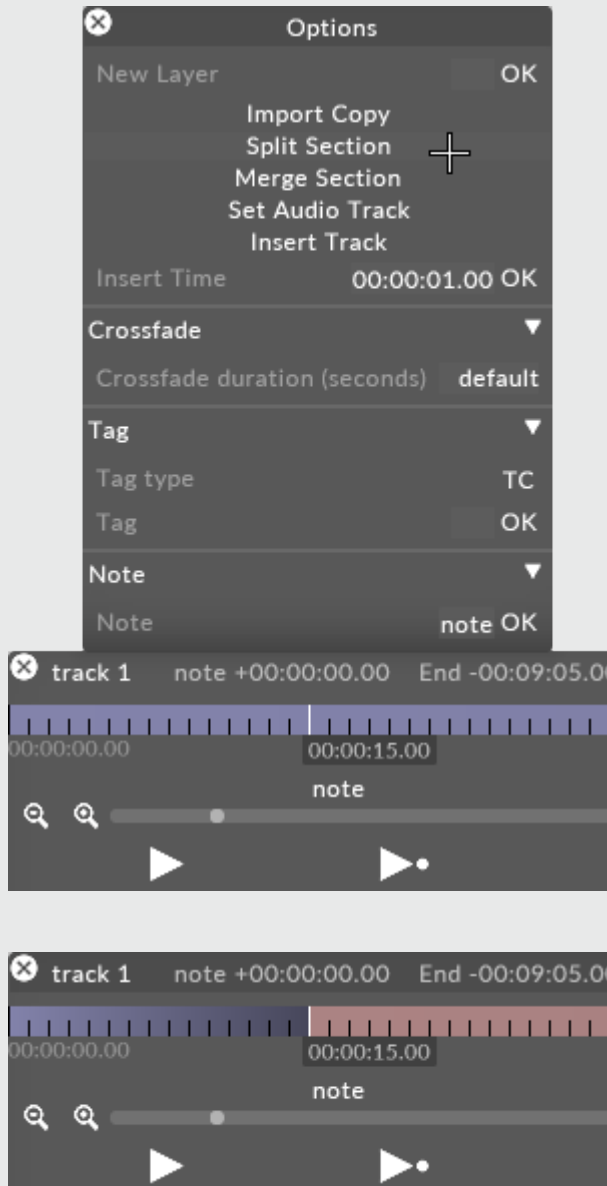 Options
New Layer OK
Import Copy
Split Section
Merge Section
Set Audio Track
Insert Track
Insert Time 00:00:01.00 OK
Crossfade
Crossfade duration (seconds) default
Tag
Tag type TC
Tag OK
Note
Note note OK
track 1 note +00:00:00.00 End -00:09:05.00
00:00:00.00 00:00:15.00
note
track 1 note +00:00:00.00 End -00:09:05.00
00:00:00.00 00:00:15.00
note